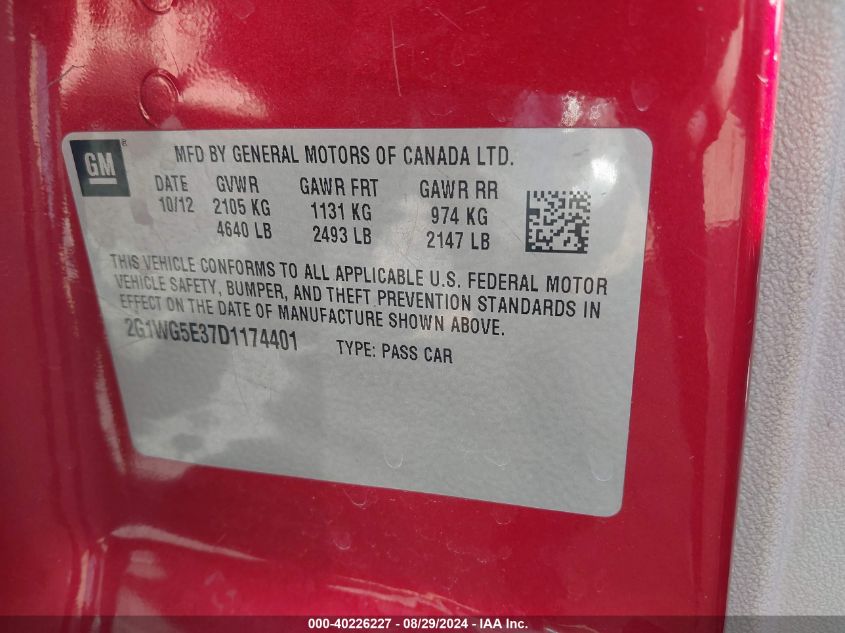 GM®
MFD BY GENERAL MOTORS OF CANADA LTD.
DATE GVWR GAWR FRT GAWR RR
10/12 2105 KG 1131 KG 974 KG
4640 LB 2493 LB 2147 LB
THIS VEHICLE CONFORMS TO ALL APPLICABLE U.S. FEDERAL MOTOR
VEHICLE SAFETY, BUMPER, AND THEFT PREVENTION STANDARDS IN
EFFECT ON THE DATE OF MANUFACTURE SHOWN ABOVE.
2G1WG5E37D1174401 TYPE: PASS CAR
000-40226227 - 08/29/2024 - IAA Inc.